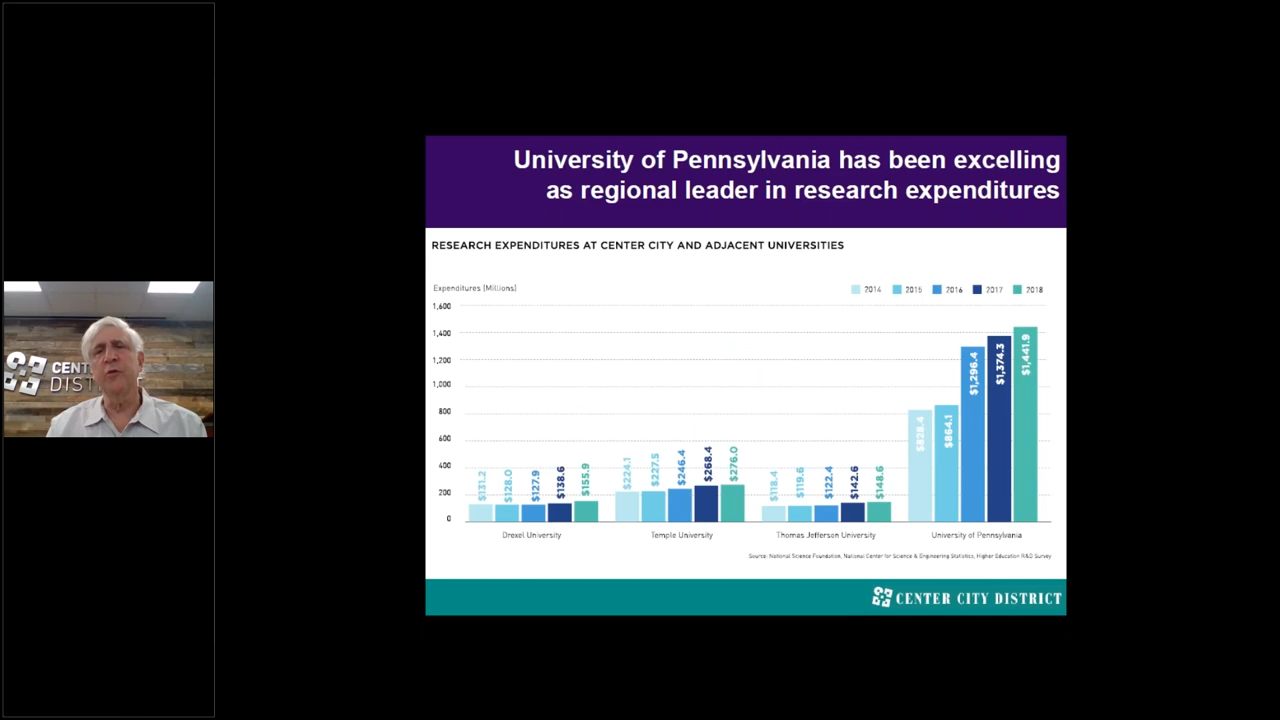 University of Pennsylvania has been excelling
as regional leader in research expenditures
RESEARCH EXPENDITURES AT CENTER CITY AND ADJACENT UNIVERSITIES
Expenditures (Millions)
2014 2015 2016 2017 2018
1,600
1,400
1,200
1,000
800
600
400
200
0
$131.2 $128.0 $127.9 $138.6 $155.9
$224.1 $227.5 $246.4 $268.4 $276.0
$118.4 $119.6 $122.4 $142.6 $148.6
$828.4 $864.1 $1,296.4 $1,374.3 $1,441.9
Drexel University Temple University Thomas Jefferson University University of Pennsylvania
Source: National Science Foundation, National Center for Science & Engineering Statistics, Higher Education R&D Survey
CENTER CITY DISTRICT
CENT
DIST